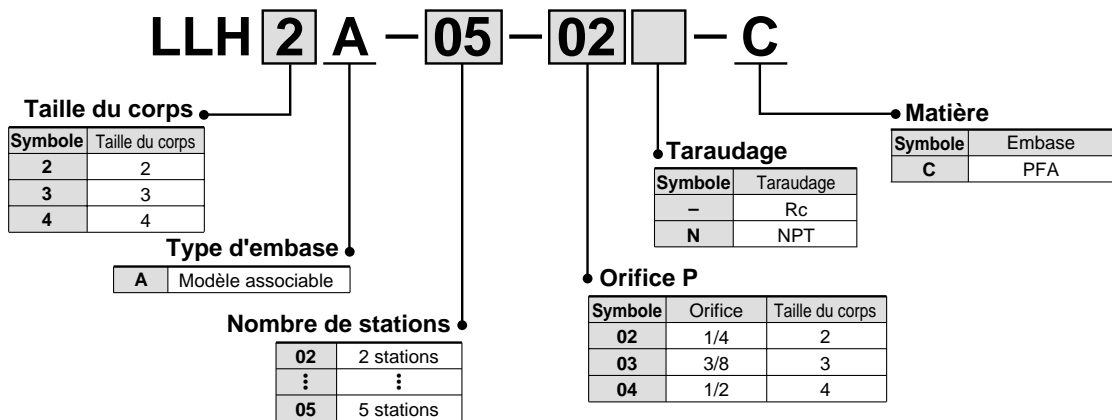 LLH 2 A – 05 – 02 – C
Taille du corps
Symbole Taille du corps
2 2
3 3
4 4
Type d'embase
A Modèle associable
Nombre de stations
02 2 stations
⋮ ⋮
05 5 stations
Orifice P
Symbole Orifice Taille du corps
02 1/4 2
03 3/8 3
04 1/2 4
Taraudage
Symbole Taraudage
– Rc
N NPT
Matière
Symbole Embase
C PFA